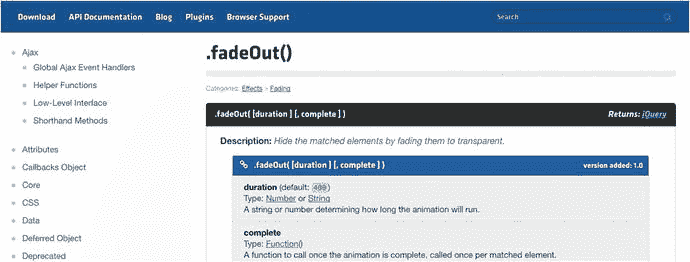 Download API Documentation Blog Plugins Browser Support Search
Ajax
Global Ajax Event Handlers
Helper Functions
Low-Level Interface
Shorthand Methods
Attributes
Callbacks Object
Core
CSS
Data
Deferred Object
Deprecated
.fadeOut()
Categories: Effects > Fading
.fadeOut( [duration ] [, complete ] ) Returns: jQuery
Description: Hide the matched elements by fading them to transparent.
.fadeOut( [duration ] [, complete ] ) version added: 1.0
duration (default: 400)
Type: Number or String
A string or number determining how long the animation will run.
complete
Type: Function()
A function to call once the animation is complete, called once per matched element.